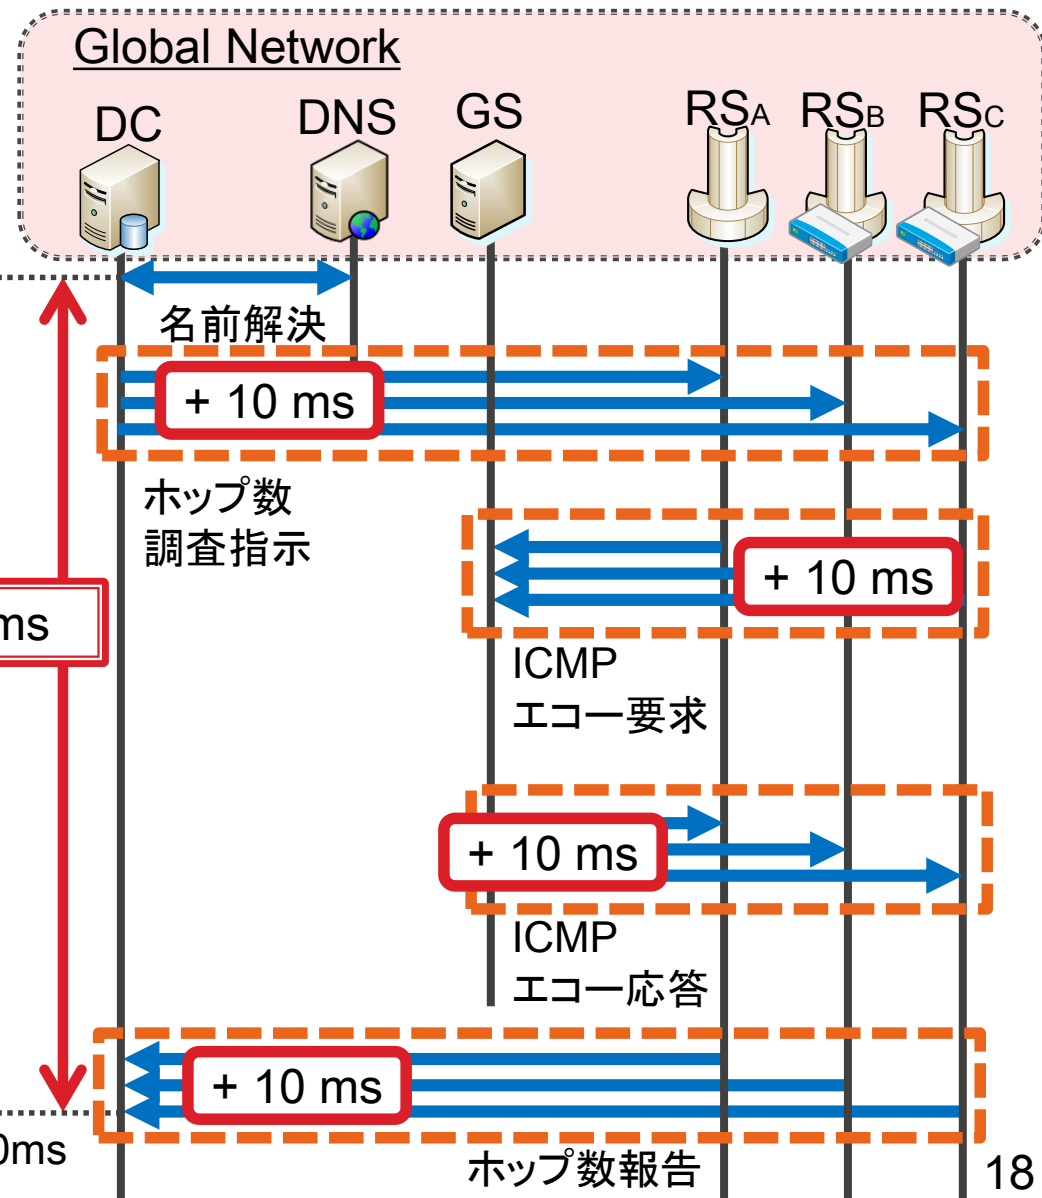 Global Network
DC
DNS
GS
RSA
RSB
RSC
名前解決
+ 10 ms
ホップ数
調査指示
+ 10 ms
ms
ICMP
エコー要求
+ 10 ms
ICMP
エコー応答
+ 10 ms
0ms
ホップ数報告
18